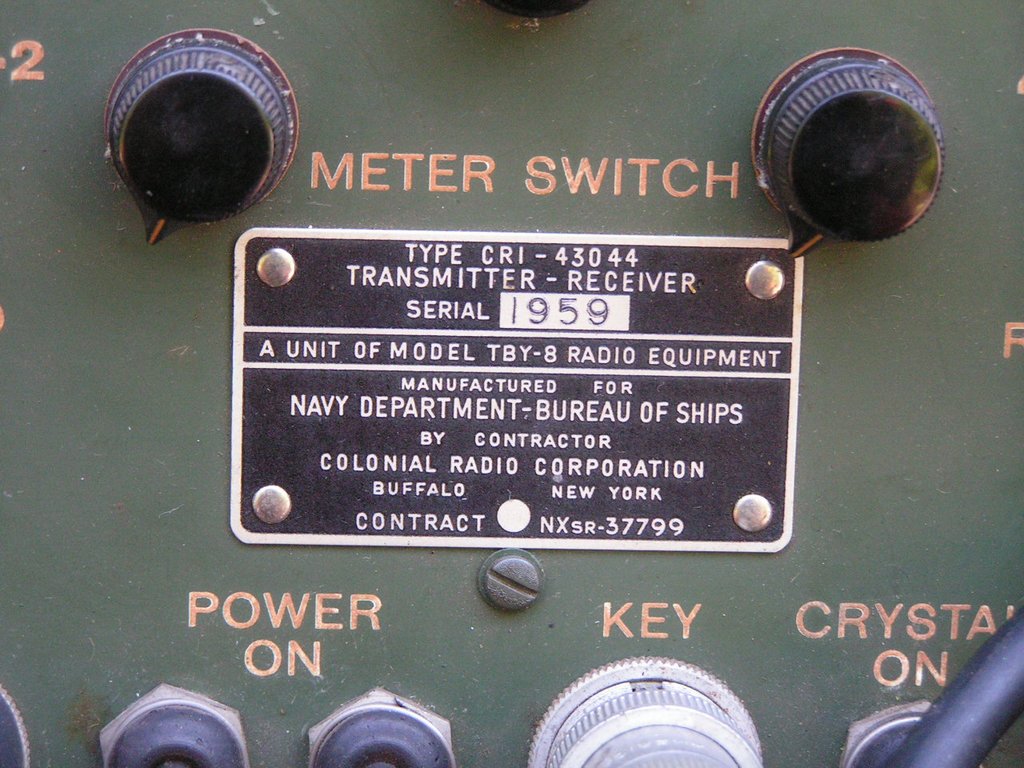 -2
METER SWITCH
TYPE CRI - 43044
TRANSMITTER - RECEIVER
SERIAL 1959
A UNIT OF MODEL TBY-8 RADIO EQUIPMENT
MANUFACTURED FOR
NAVY DEPARTMENT-BUREAU OF SHIPS
BY CONTRACTOR
COLONIAL RADIO CORPORATION
BUFFALO NEW YORK
CONTRACT NXSR-37799
POWER
ON
KEY
CRYSTA
ON